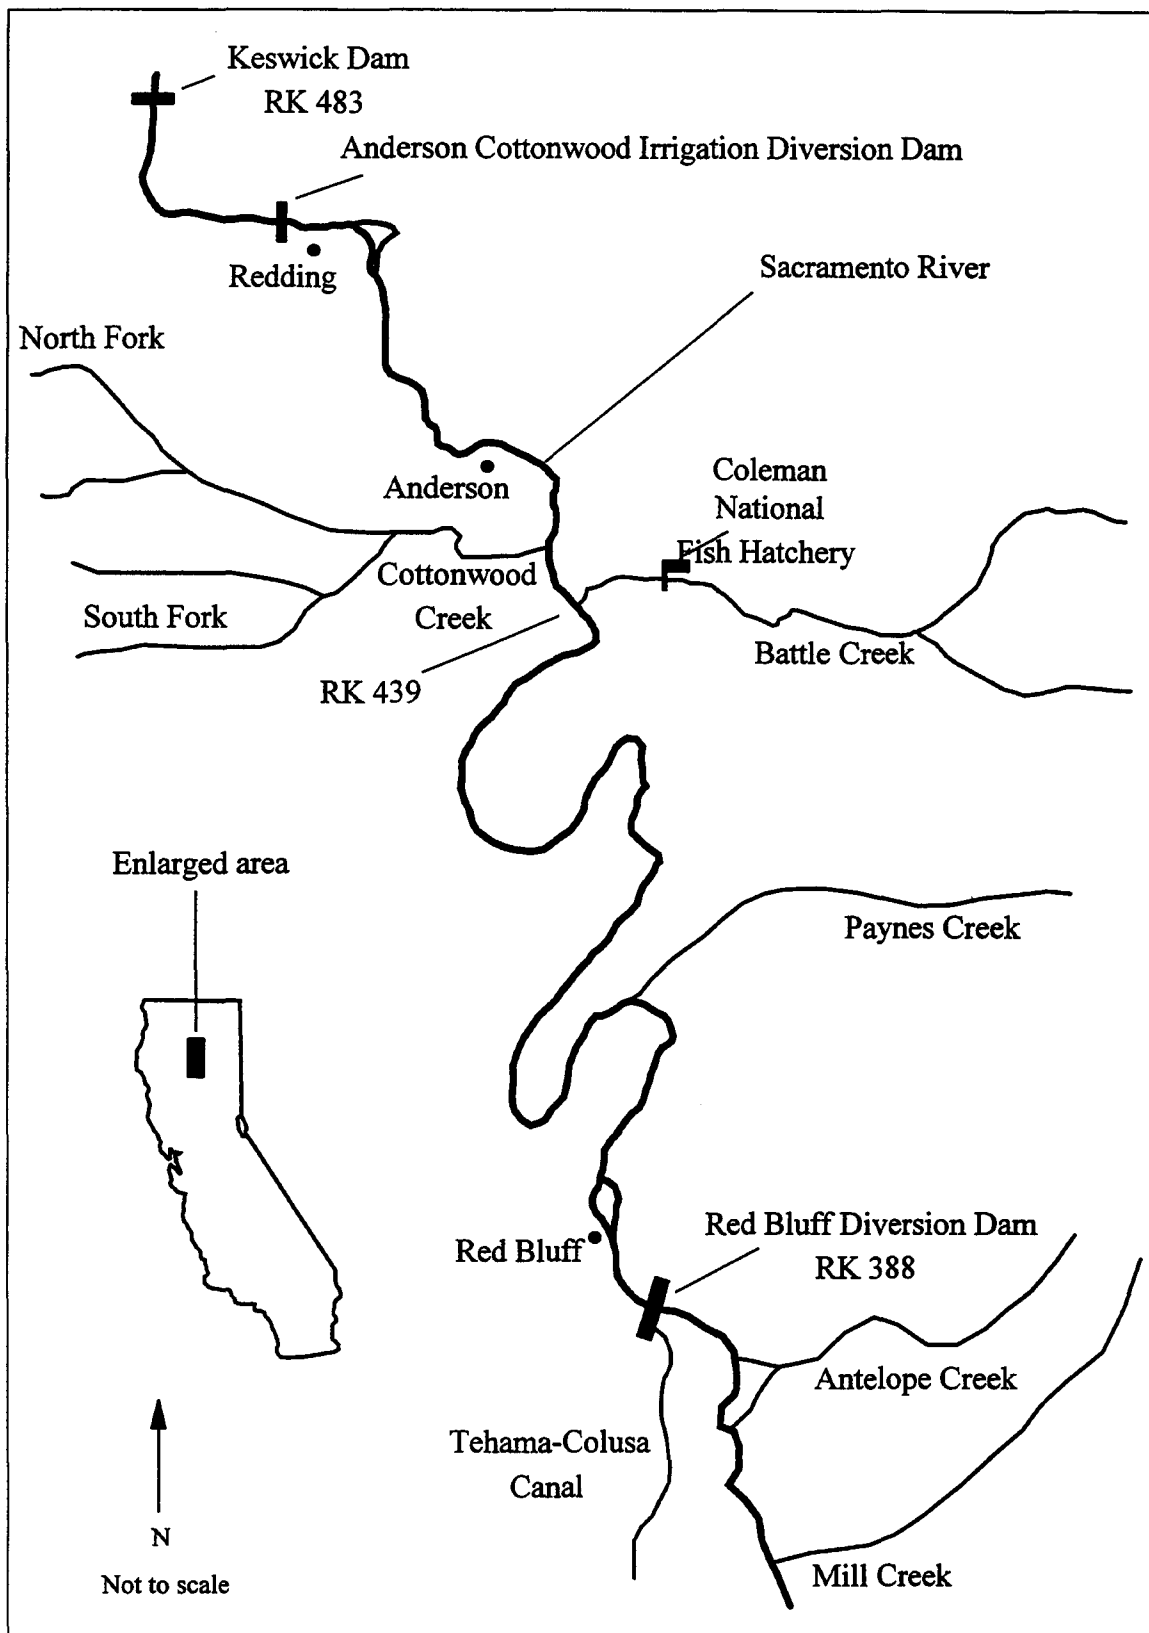 Keswick Dam
RK 483
Anderson Cottonwood Irrigation Diversion Dam
Redding
Sacramento River
North Fork
Anderson
Coleman
National
Fish Hatchery
Cottonwood
Creek
South Fork
Battle Creek
RK 439
Enlarged area
Paynes Creek
Red Bluff
Red Bluff Diversion Dam
RK 388
Antelope Creek
Tehama-Colusa
Canal
N
Not to scale
Mill Creek